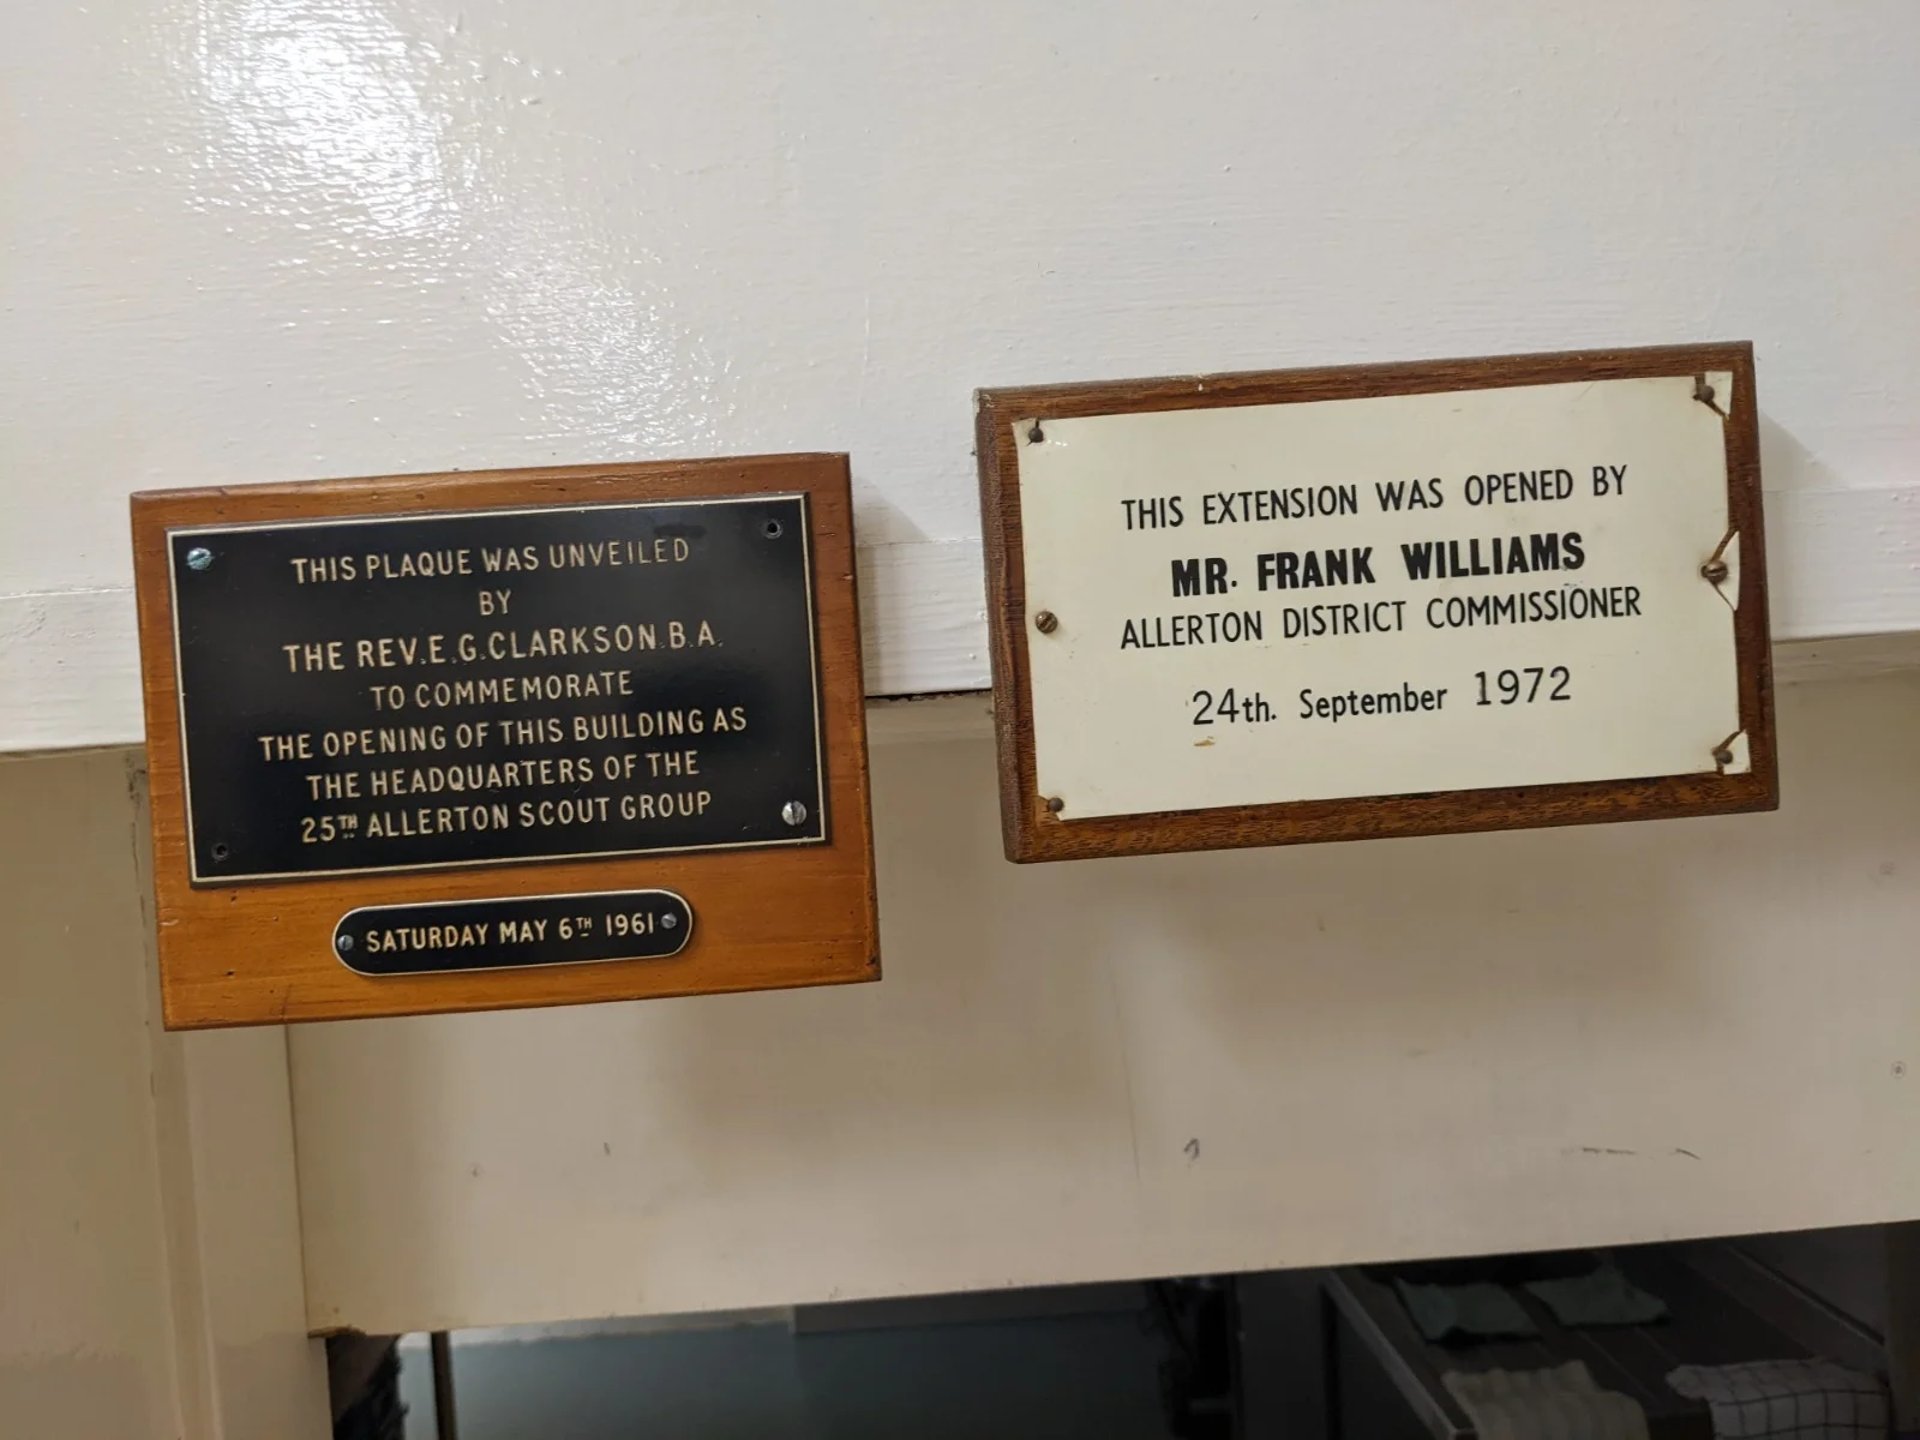 THIS PLAQUE WAS UNVEILED
BY
THE REV.E.G.CLARKSON.B.A.
TO COMMEMORATE
THE OPENING OF THIS BUILDING AS
THE HEADQUARTERS OF THE
25TH ALLERTON SCOUT GROUP
SATURDAY MAY 6TH 1961
THIS EXTENSION WAS OPENED BY
MR. FRANK WILLIAMS
ALLERTON DISTRICT COMMISSIONER
24th. September 1972